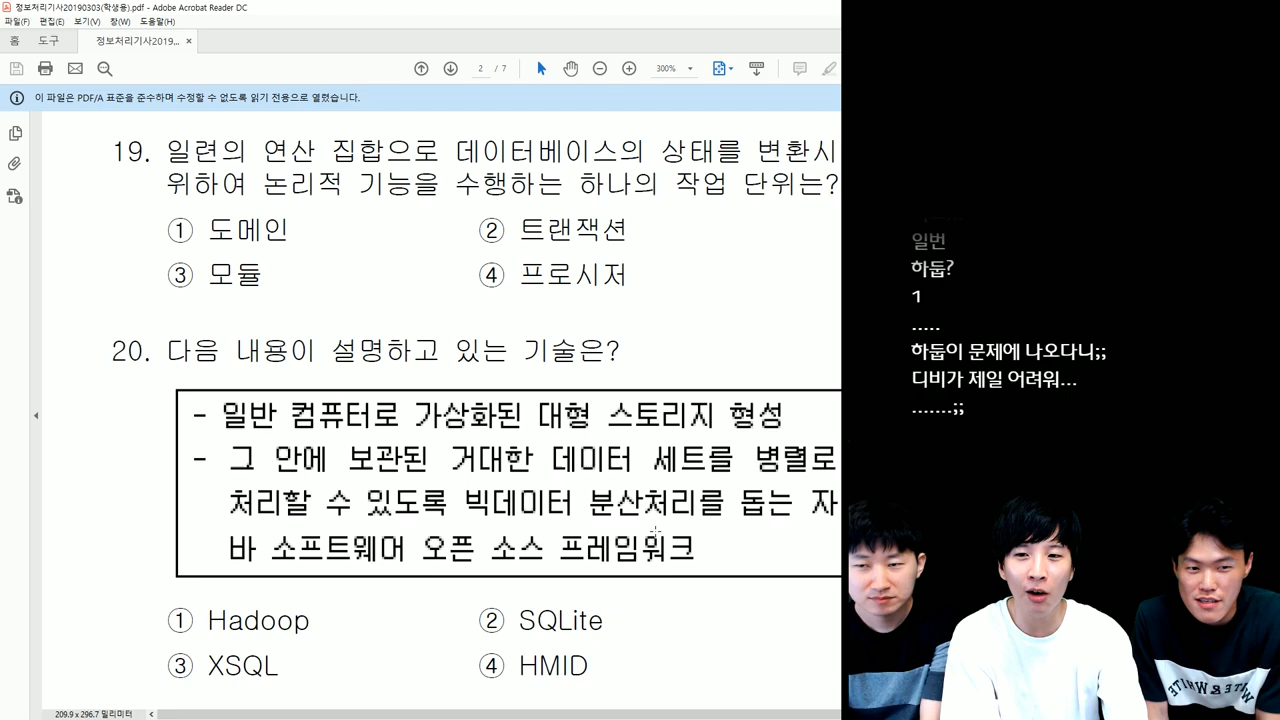 정보처리기사20190303(학생용).pdf - Adobe Acrobat Reader DC
파일(F) 편집(E) 보기(V) 창(W) 도움말(H)
홈 도구 정보처리기사2019... ×
2 / 7 300%
이 파일은 PDF/A 표준을 준수하며 수정할 수 없도록 읽기 전용으로 열렸습니다.
19. 일련의 연산 집합으로 데이터베이스의 상태를 변환시
위하여 논리적 기능을 수행하는 하나의 작업 단위는?
① 도메인 ② 트랜잭션
③ 모듈 ④ 프로시저
20. 다음 내용이 설명하고 있는 기술은?
- 일반 컴퓨터로 가상화된 대형 스토리지 형성
- 그 안에 보관된 거대한 데이터 세트를 병렬로
처리할 수 있도록 빅데이터 분산처리를 돕는 자
바 소프트웨어 오픈 소스 프레임워크
① Hadoop ② SQLite
③ XSQL ④ HMID
209.9 x 296.7 밀리미터
일번
하둡?
1
.....
하둡이 문제에 나오다니;;
디비가 제일 어려워...
.......;;
WHITE & WHITE